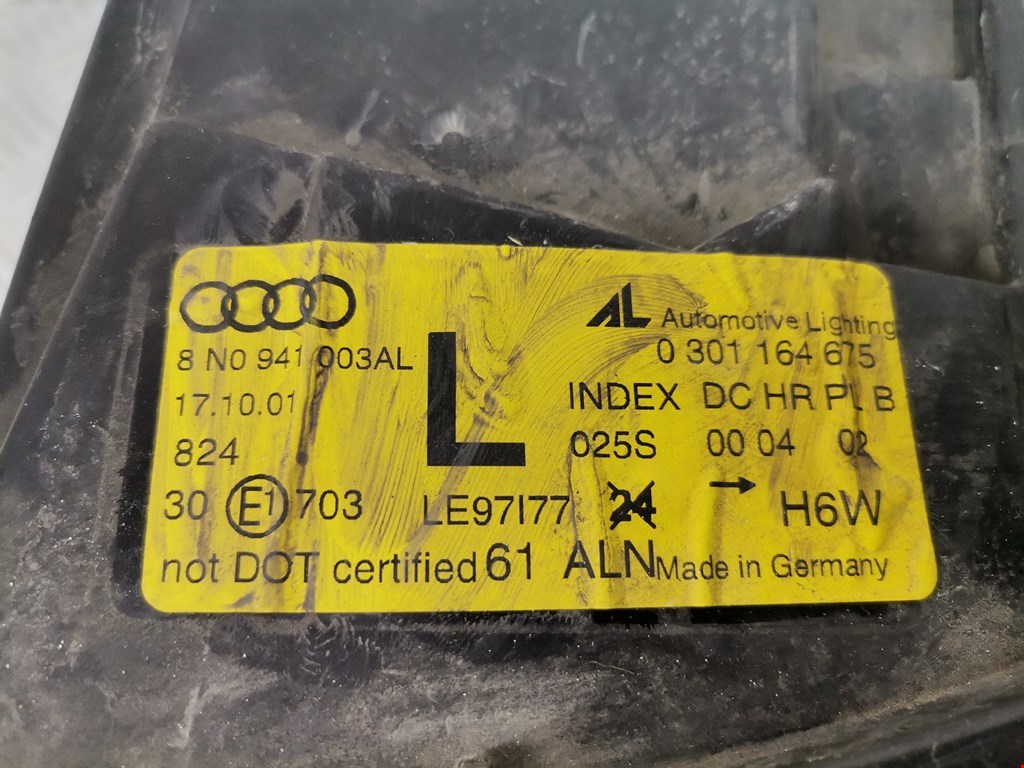 8 N0 941 003AL
17.10.01
824
30 E1 703
L
AL Automotive Lighting
0 301 164 675
INDEX DC HR PL B
025S 00 04 02
LE97I77 24 → H6W
not DOT certified 61 ALN Made in Germany